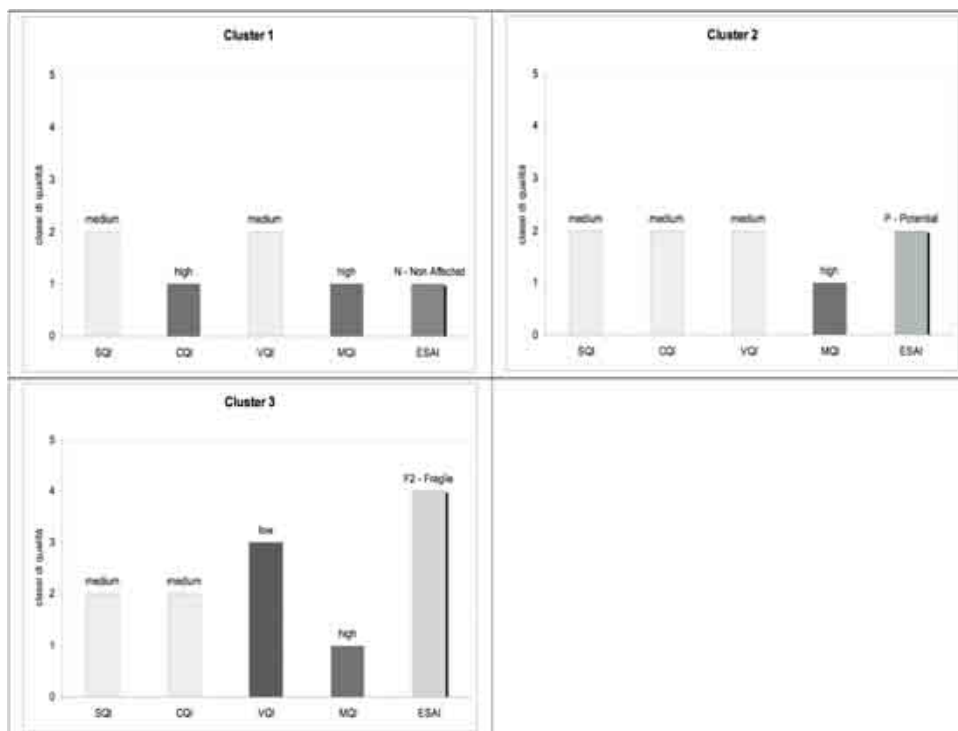 Cluster 1
5
4
3
2
1
0
classi di qualità
medium
high
medium
high
N - Non Affected
SQI
CQI
VQI
MQI
ESAI
Cluster 2
5
4
3
2
1
0
classi di qualità
medium
medium
medium
high
P - Potential
SQI
CQI
VQI
MQI
ESAI
Cluster 3
5
4
3
2
1
0
classi di qualità
medium
medium
low
high
F2 - Fragile
SQI
CQI
VQI
MQI
ESAI